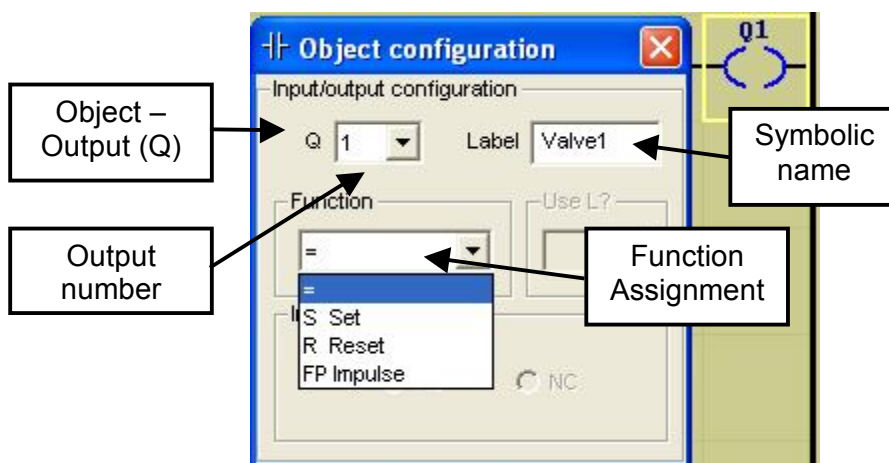 Object configuration
Q1
Input/output configuration
Object –
Output (Q)
Q 1 Label Valve1
Symbolic
name
Function
Use L?
Output
number
=
Function
Assignment
=
S Set
R Reset
FP Impulse
NC